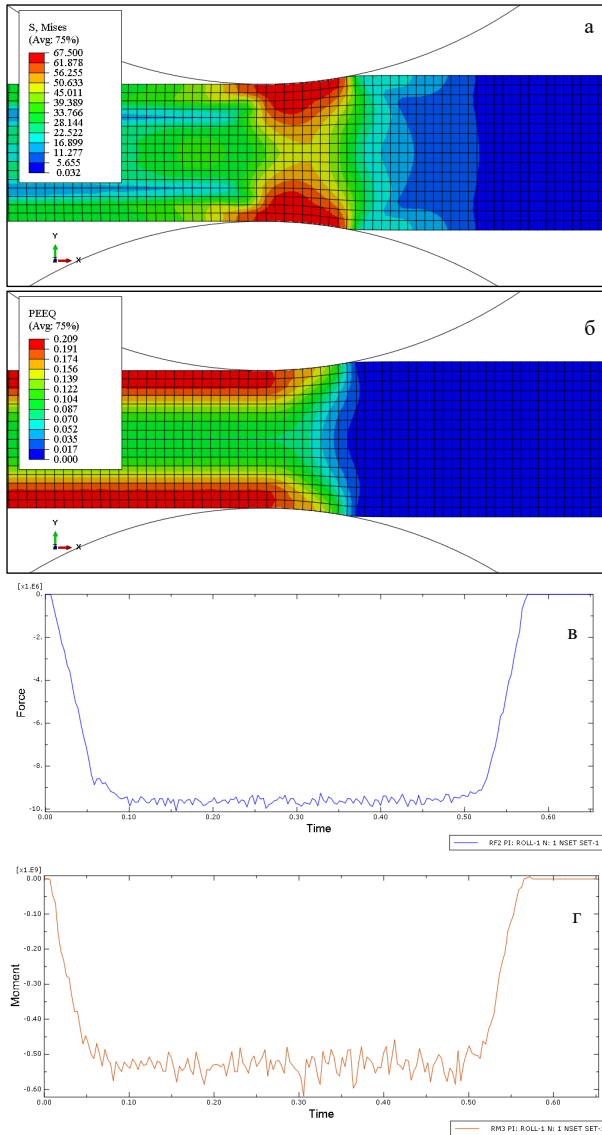 S, Mises
(Avg: 75%)
67.500
61.878
56.255
50.633
45.011
39.389
33.766
28.144
22.522
16.899
11.277
5.655
0.032
а
Y
X
PEEQ
(Avg: 75%)
0.209
0.191
0.174
0.156
0.139
0.122
0.104
0.087
0.070
0.052
0.035
0.017
0.000
б
Y
X
[x1.E6]
0.
-2.
-4.
-6.
-8.
-10.
Force
в
0.00 0.10 0.20 0.30 0.40 0.50 0.60
Time
RF2 PI: ROLL-1 N: 1 NSET SET-1
[x1.E9]
0.00
-0.10
-0.20
-0.30
-0.40
-0.50
-0.60
Moment
г
0.00 0.10 0.20 0.30 0.40 0.50 0.60
Time
RM3 PI: ROLL-1 N: 1 NSET SET-1